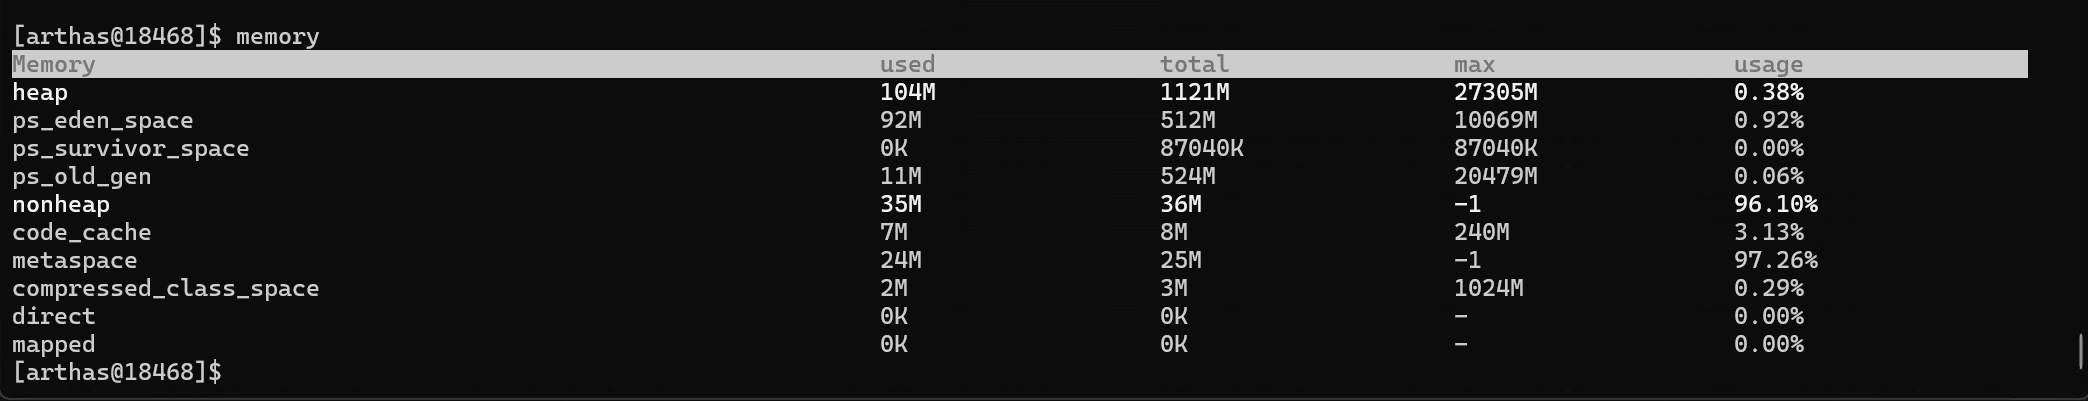 [arthas@18468]$ memory
Memory used total max usage
heap 104M 1121M 27305M 0.38%
ps_eden_space 92M 512M 10069M 0.92%
ps_survivor_space 0K 87040K 87040K 0.00%
ps_old_gen 11M 524M 20479M 0.06%
nonheap 35M 36M -1 96.10%
code_cache 7M 8M 240M 3.13%
metaspace 24M 25M -1 97.26%
compressed_class_space 2M 3M 1024M 0.29%
direct 0K 0K - 0.00%
mapped 0K 0K - 0.00%
[arthas@18468]$